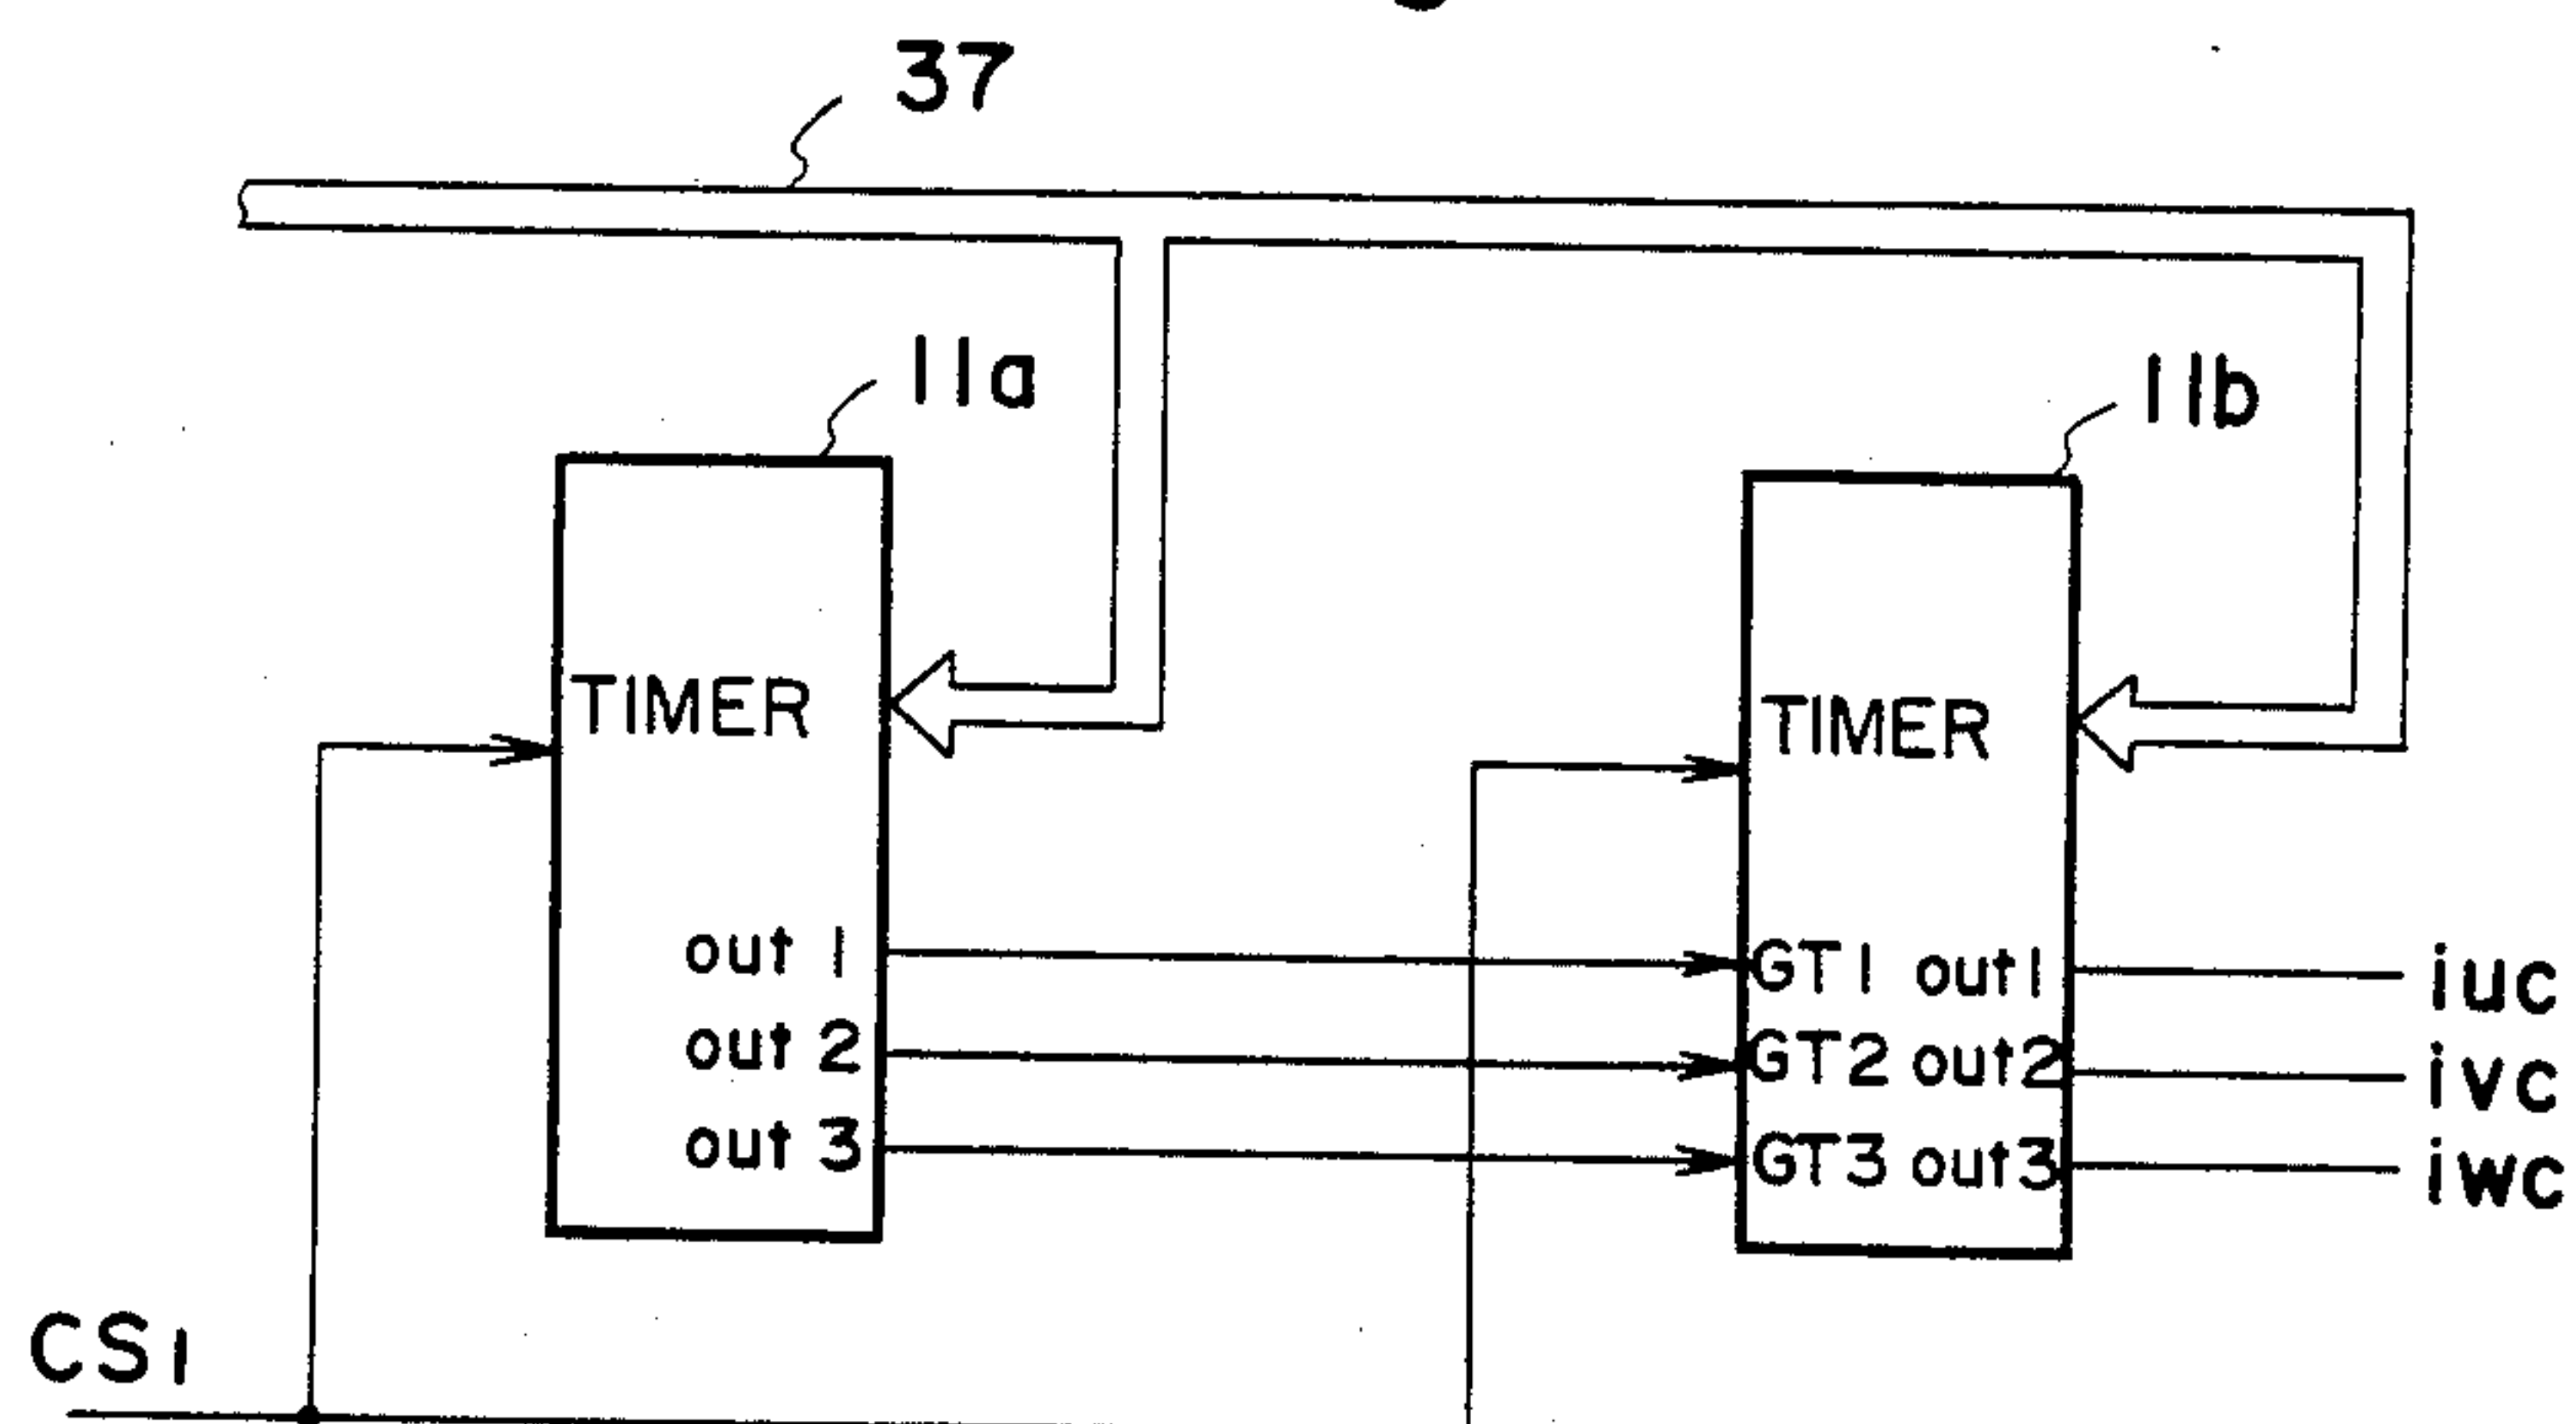 37
11a
11b
TIMER
TIMER
out 1
GT1 out1
iuc
out 2
GT2 out2
ivc
out 3
GT3 out3
iwc
CS1